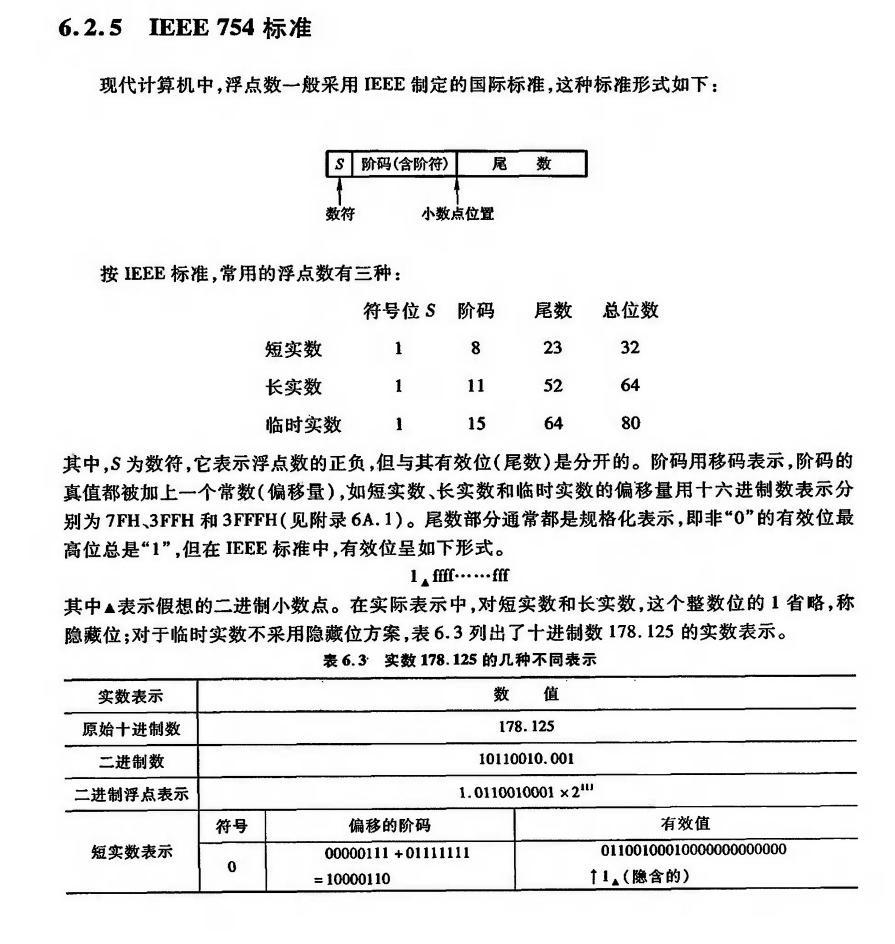 6.2.5 IEEE 754 标准
现代计算机中,浮点数一般采用 IEEE 制定的国际标准,这种标准形式如下:
S 阶码(含阶符) 尾 数
数符 小数点位置
按 IEEE 标准,常用的浮点数有三种:
符号位 S 阶码 尾数 总位数
短实数 1 8 23 32
长实数 1 11 52 64
临时实数 1 15 64 80
其中,S 为数符,它表示浮点数的正负,但与其有效位(尾数)是分开的。阶码用移码表示,阶码的
真值都被加上一个常数(偏移量),如短实数、长实数和临时实数的偏移量用十六进制数表示分
别为 7FH、3FFH 和 3FFFH(见附录 6A.1)。尾数部分通常都是规格化表示,即非“0”的有效位最
高位总是“1”,但在 IEEE 标准中,有效位呈如下形式。
1▲ffff……fff
其中▲表示假想的二进制小数点。在实际表示中,对短实数和长实数,这个整数位的 1 省略,称
隐藏位;对于临时实数不采用隐藏位方案,表 6.3 列出了十进制数 178.125 的实数表示。
表 6.3 实数 178.125 的几种不同表示
实数表示 数 值
原始十进制数 178.125
二进制数 10110010.001
二进制浮点表示 1.0110010001 ×2¹¹¹
短实数表示 符号 偏移的阶码 有效值
0 00000111 +01111111 01100100010000000000000
=10000110 ↑1▲(隐含的)